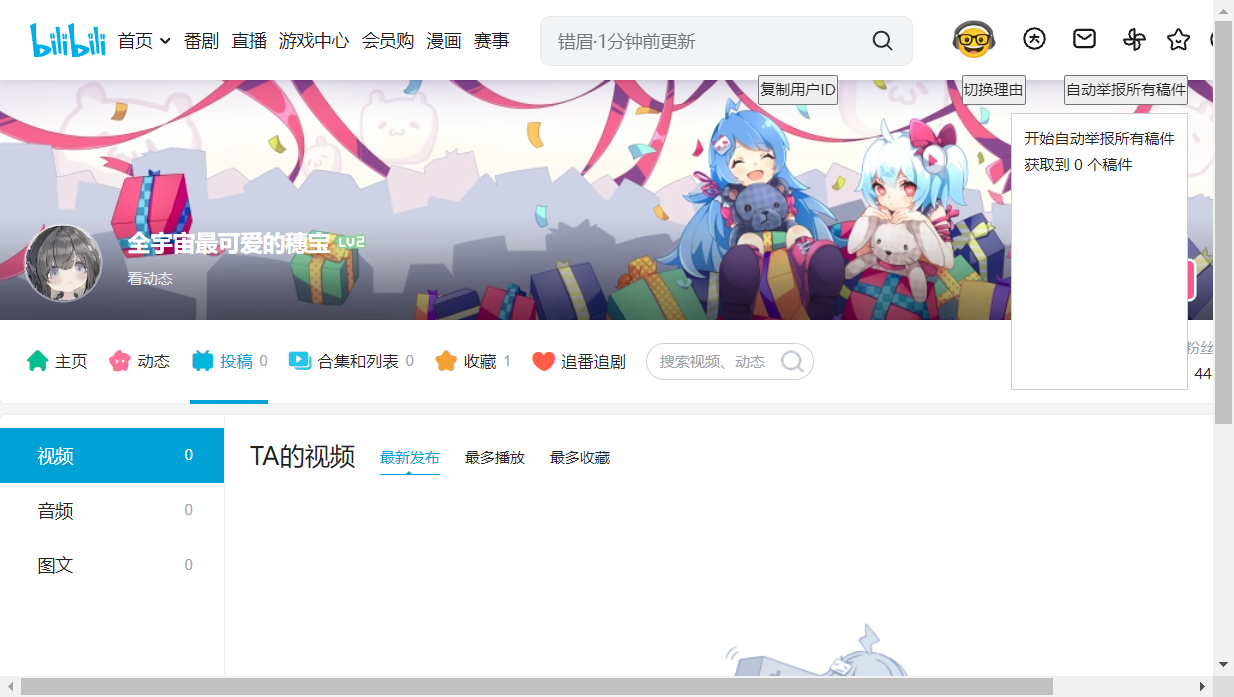 bilibili 首页 番剧 直播 游戏中心 会员购 漫画 赛事 错眉·1分钟前更新
复制用户ID 切换理由 自动举报所有稿件
开始自动举报所有稿件
获取到 0 个稿件
全宇宙最可爱的穗宝 LV2
看动态
主页 动态 投稿 0 合集和列表 0 收藏 1 追番追剧 搜索视频、动态 粉丝
44
视频 0
TA的视频 最新发布 最多播放 最多收藏
音频 0
图文 0